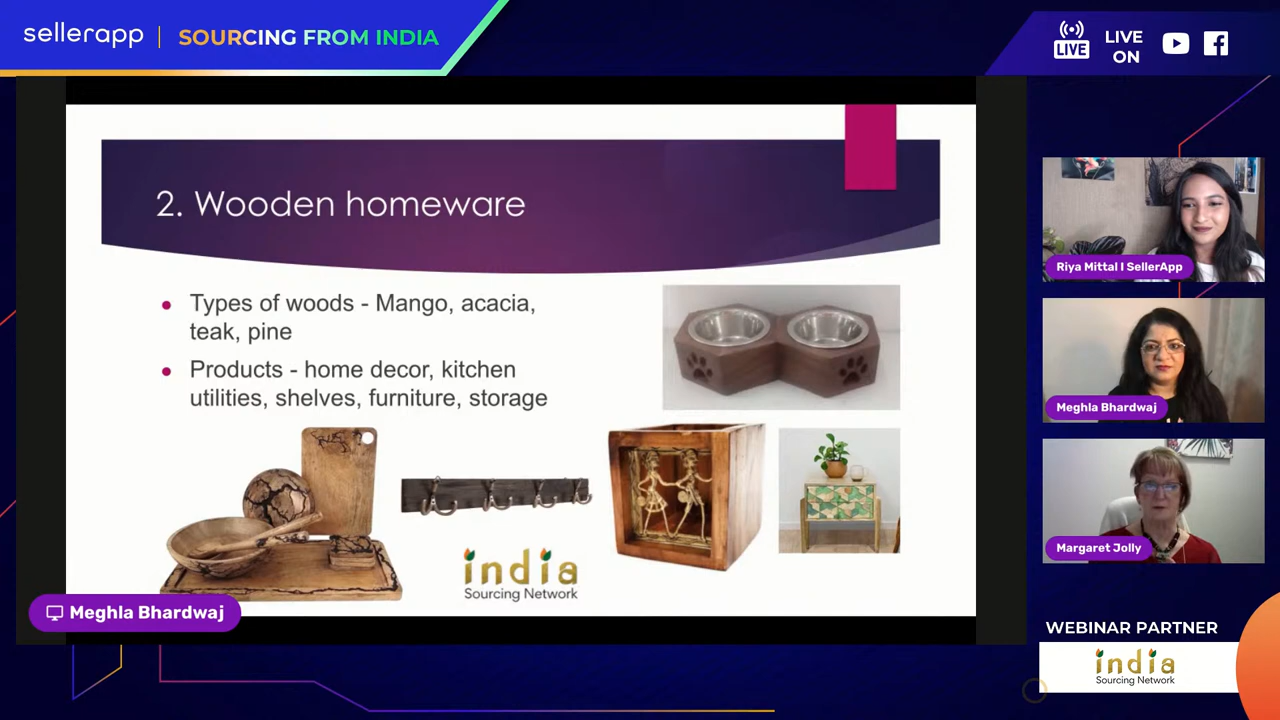 sellerapp
SOURCING FROM INDIA
LIVE
LIVE
ON
2. Wooden homeware
Types of woods - Mango, acacia,
teak, pine
Products - home decor, kitchen
utilities, shelves, furniture, storage
india
Sourcing Network
Meghla Bhardwaj
Riya Mittal I SellerApp
Meghla Bhardwaj
Margaret Jolly
WEBINAR PARTNER
india
Sourcing Network